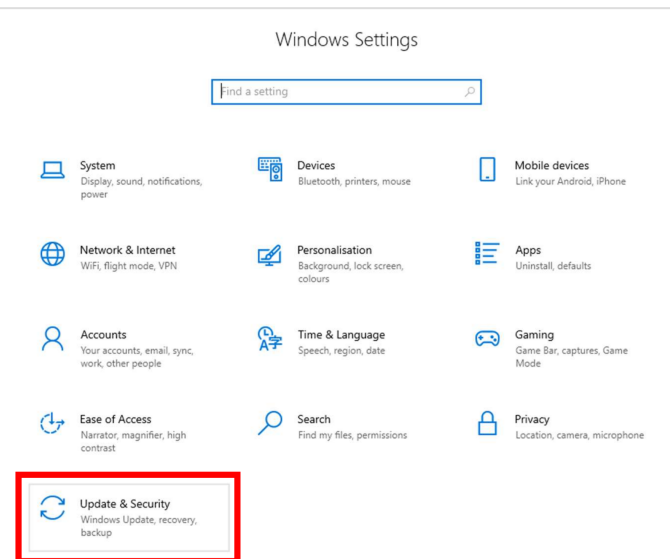 Windows Settings
Find a setting
System
Display, sound, notifications,
power
Devices
Bluetooth, printers, mouse
Mobile devices
Link your Android, iPhone
Network & Internet
WiFi, flight mode, VPN
Personalisation
Background, lock screen,
colours
Apps
Uninstall, defaults
Accounts
Your accounts, email, sync,
work, other people
Time & Language
Speech, region, date
Gaming
Game Bar, captures, Game
Mode
Ease of Access
Narrator, magnifier, high
contrast
Search
Find my files, permissions
Privacy
Location, camera, microphone
Update & Security
Windows Update, recovery,
backup